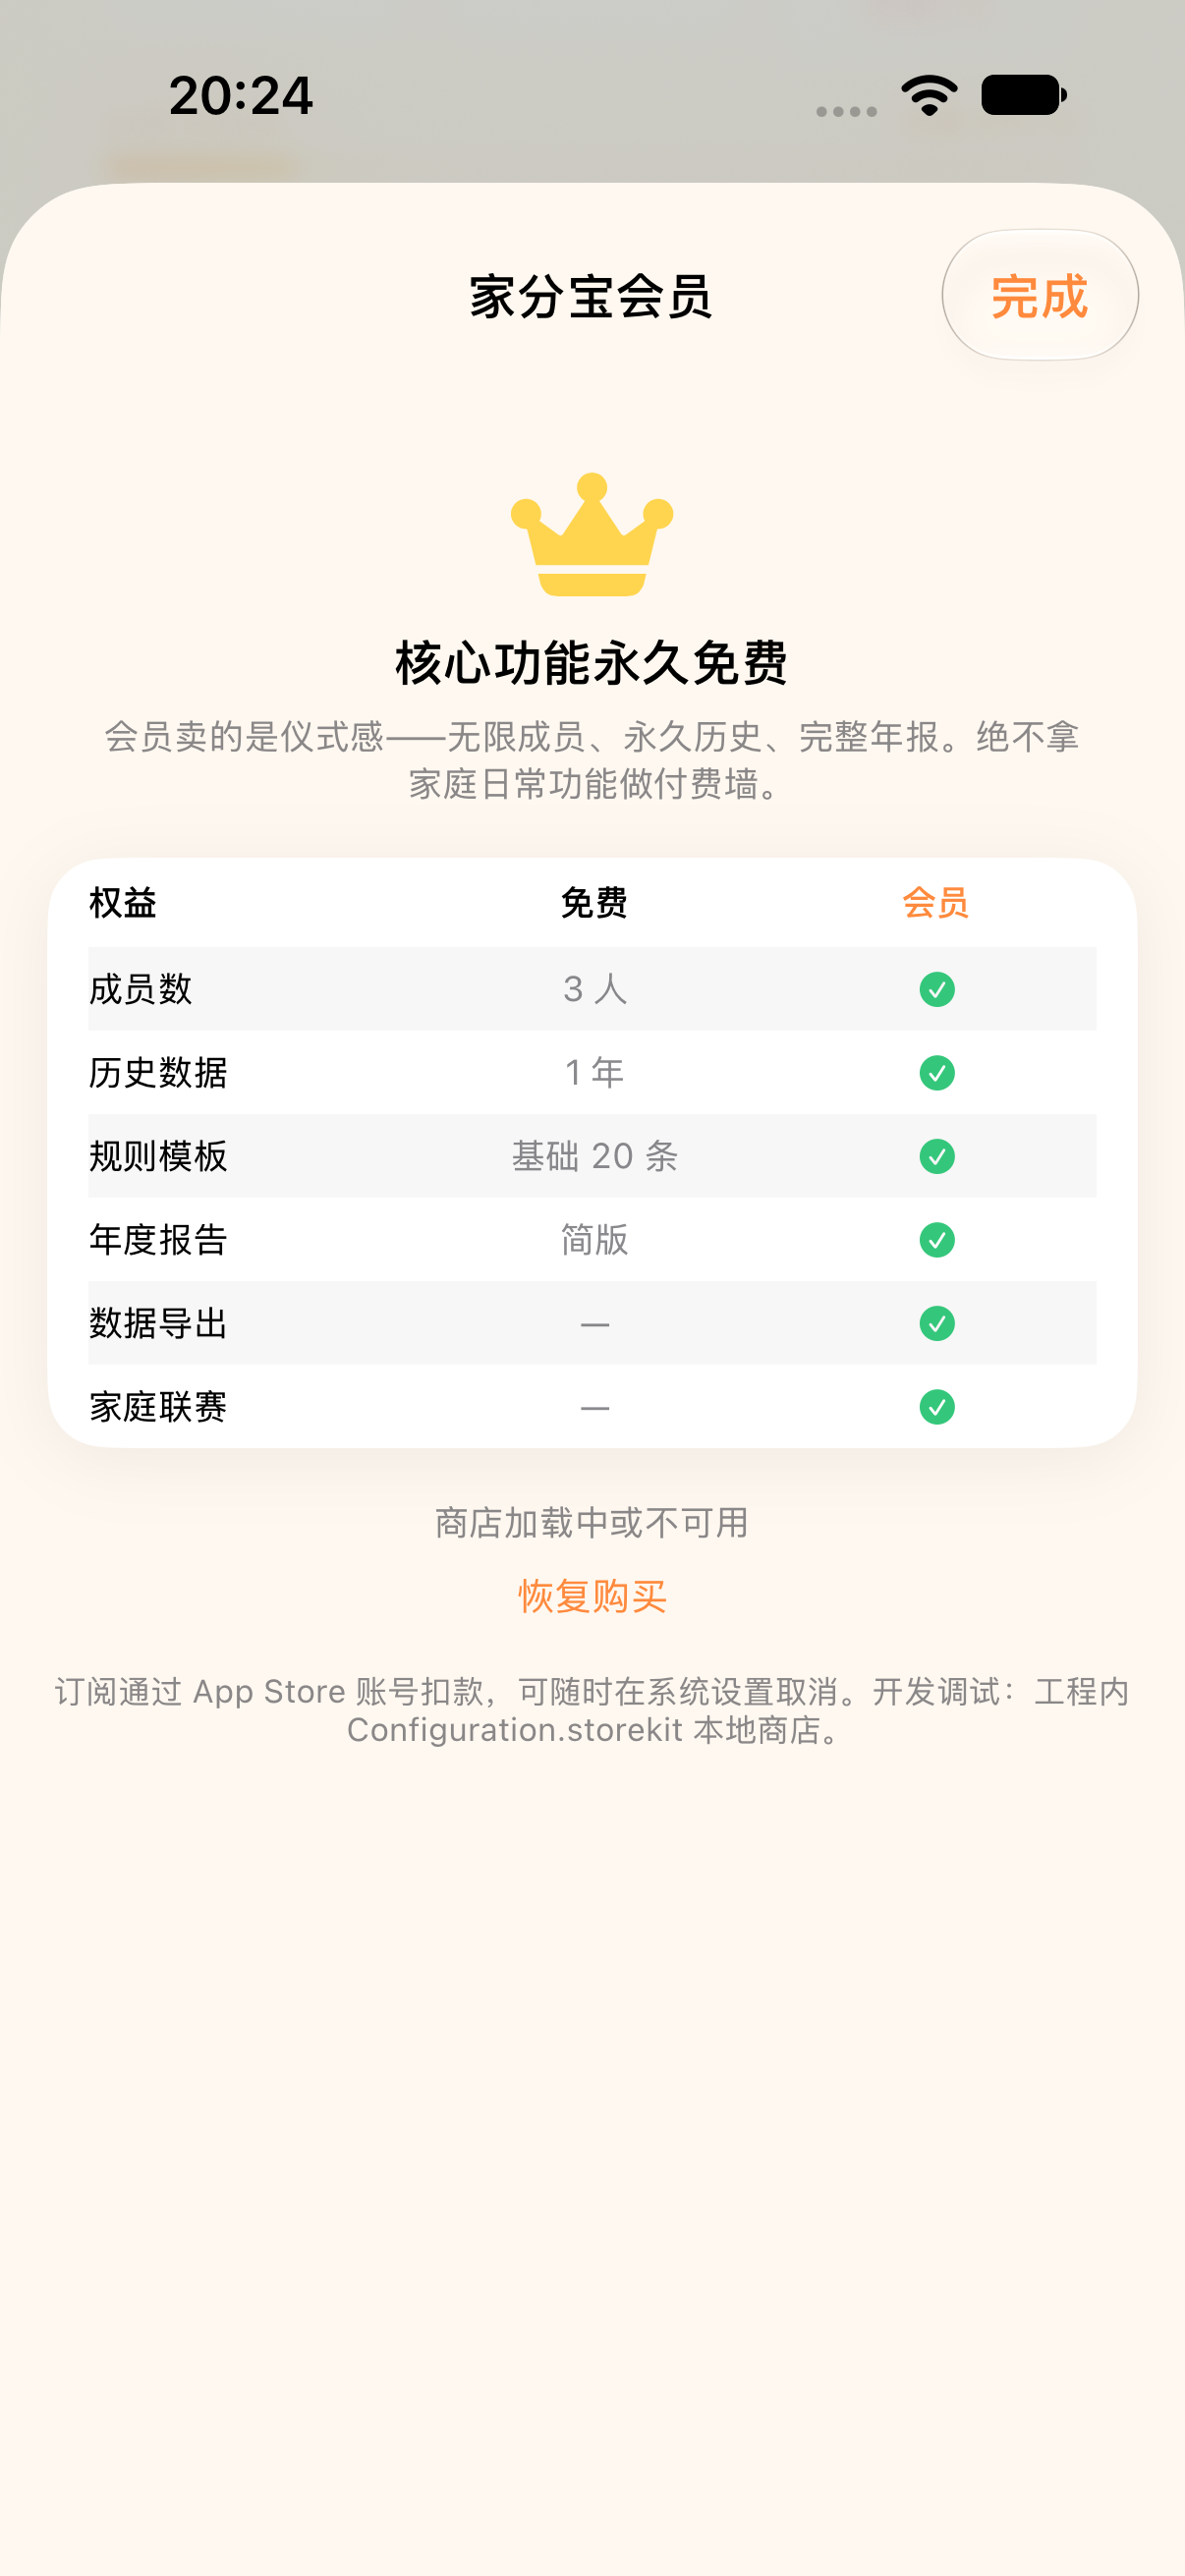 20:24
家分宝会员
完成
核心功能永久免费
会员卖的是仪式感——无限成员、永久历史、完整年报。绝不拿
家庭日常功能做付费墙。
权益 免费 会员
成员数 3 人
历史数据 1 年
规则模板 基础 20 条
年度报告 简版
数据导出 —
家庭联赛 —
商店加载中或不可用
恢复购买
订阅通过 App Store 账号扣款，可随时在系统设置取消。开发调试：工程内
Configuration.storekit 本地商店。